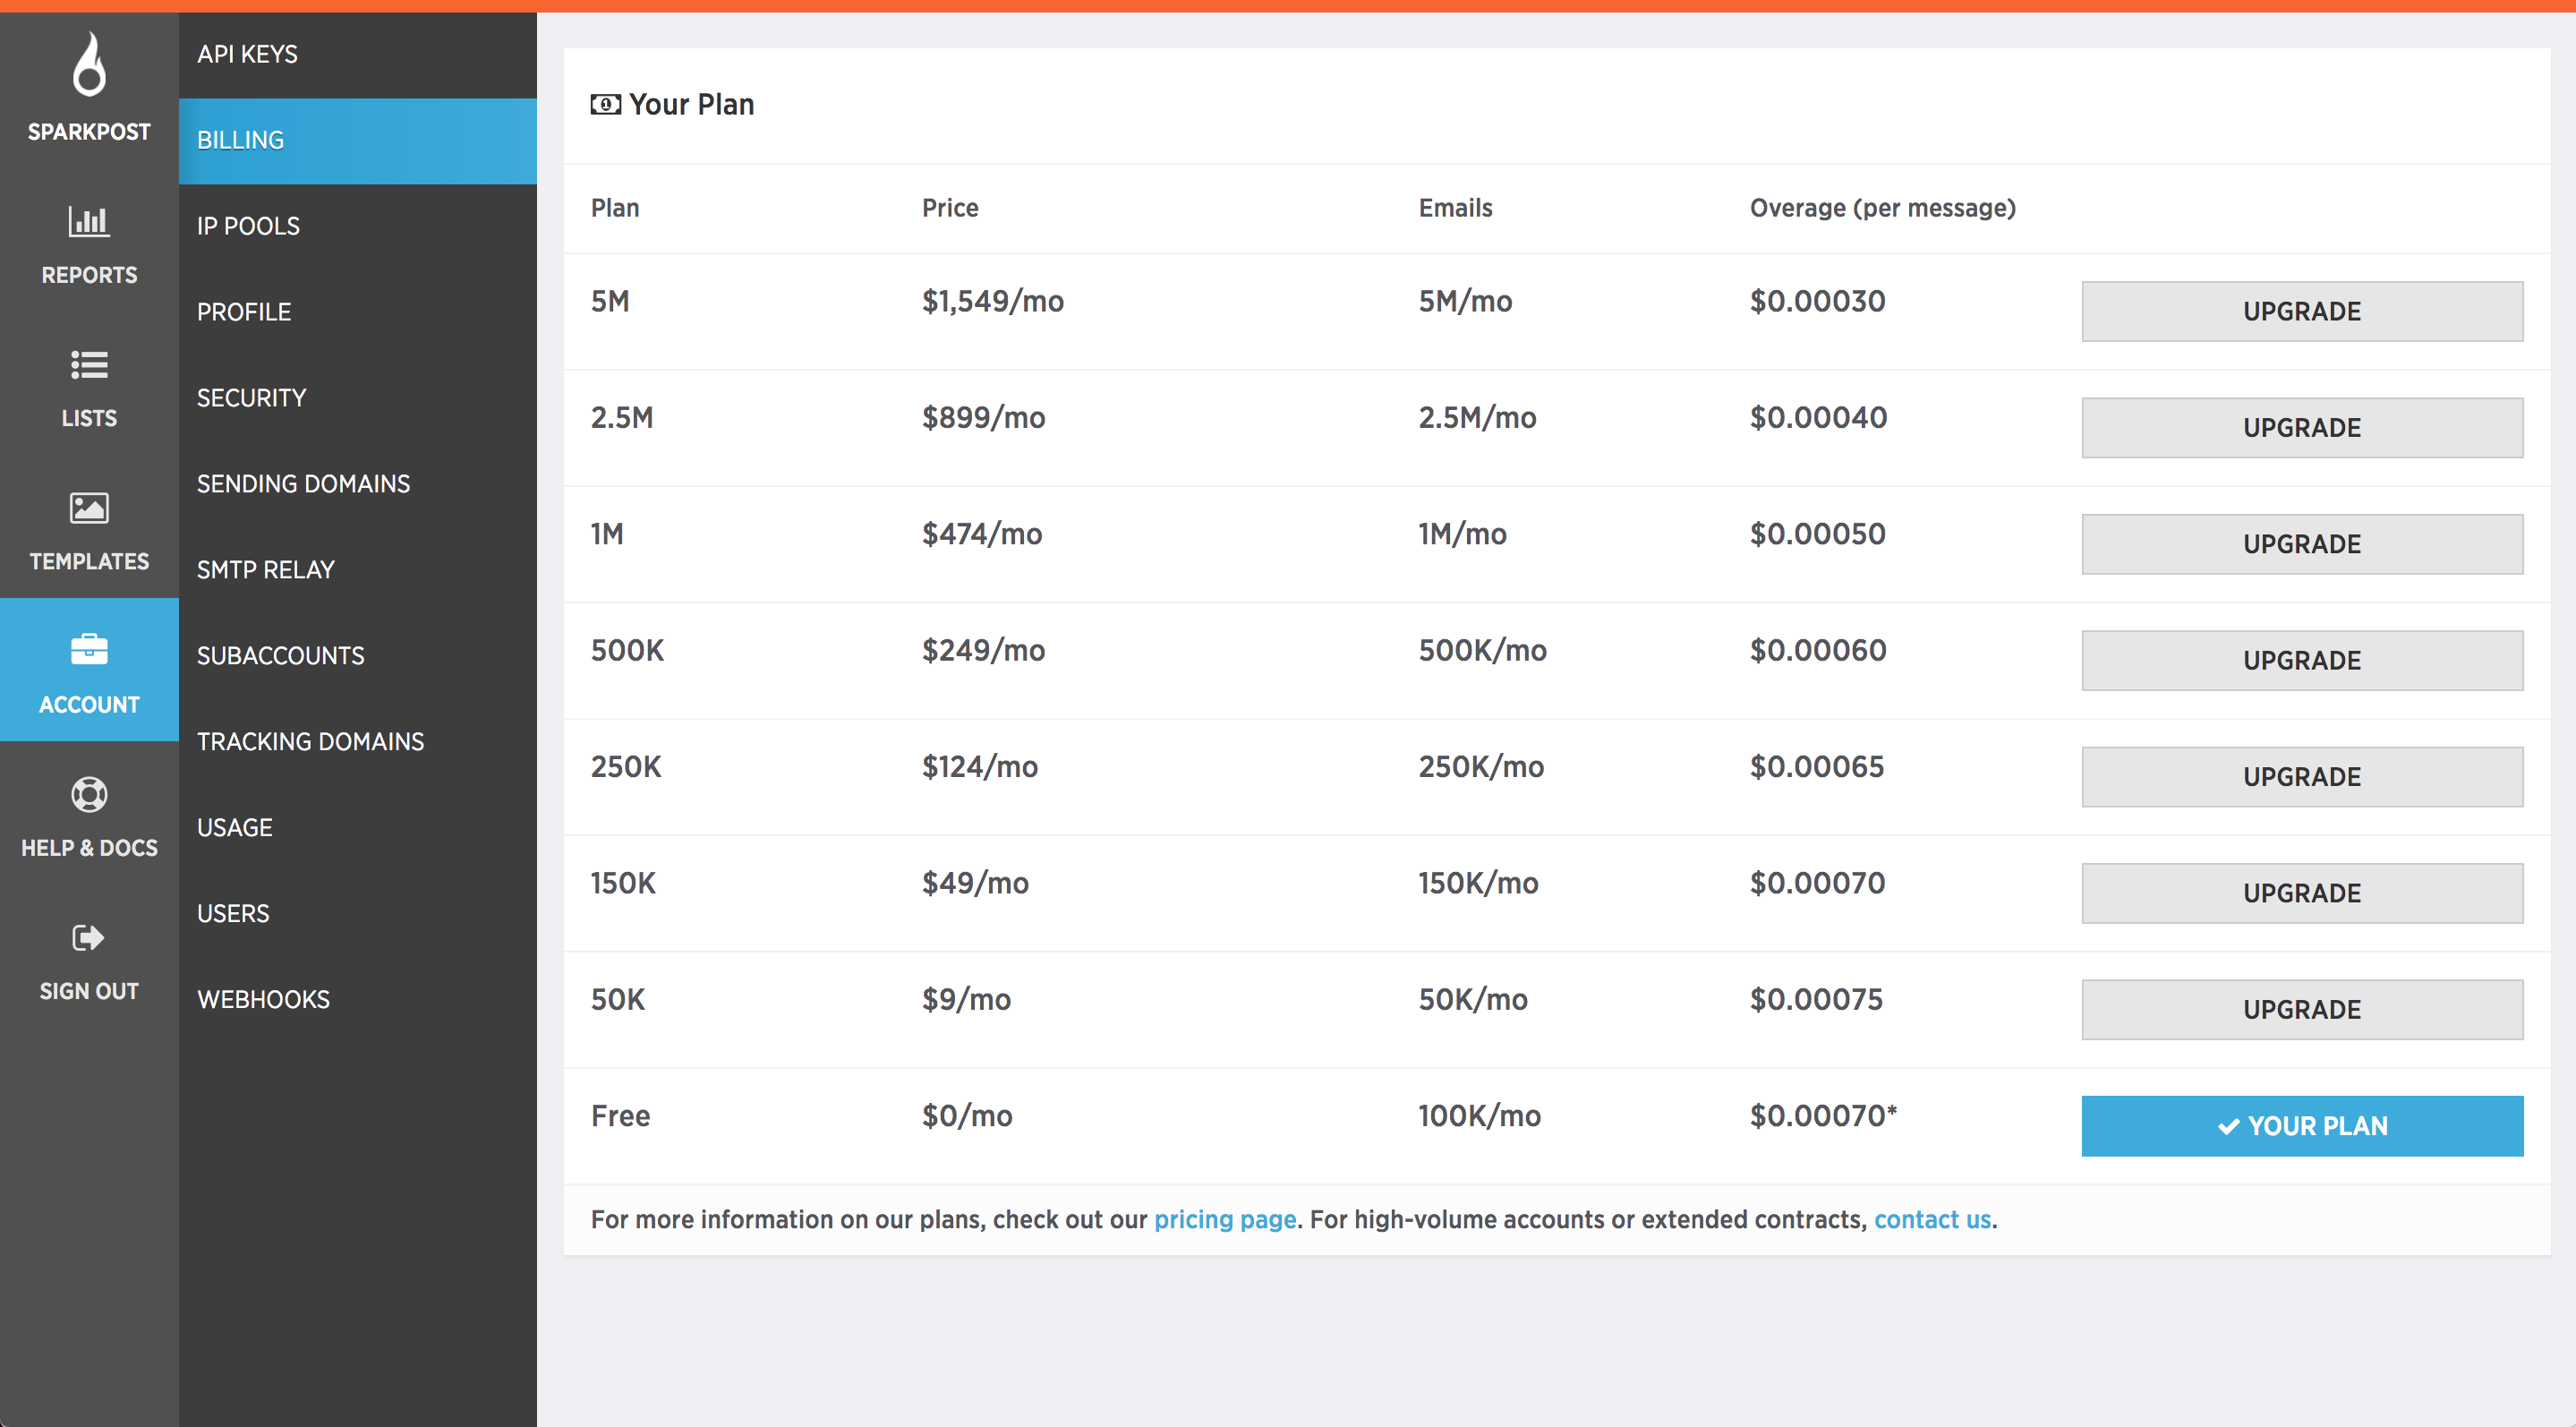 SPARKPOST
REPORTS
LISTS
TEMPLATES
ACCOUNT
HELP & DOCS
SIGN OUT
API KEYS
BILLING
IP POOLS
PROFILE
SECURITY
SENDING DOMAINS
SMTP RELAY
SUBACCOUNTS
TRACKING DOMAINS
USAGE
USERS
WEBHOOKS
Your Plan
Plan Price Emails Overage (per message)
5M $1,549/mo 5M/mo $0.00030 UPGRADE
2.5M $899/mo 2.5M/mo $0.00040 UPGRADE
1M $474/mo 1M/mo $0.00050 UPGRADE
500K $249/mo 500K/mo $0.00060 UPGRADE
250K $124/mo 250K/mo $0.00065 UPGRADE
150K $49/mo 150K/mo $0.00070 UPGRADE
50K $9/mo 50K/mo $0.00075 UPGRADE
Free $0/mo 100K/mo $0.00070* YOUR PLAN
For more information on our plans, check out our pricing page. For high-volume accounts or extended contracts, contact us.